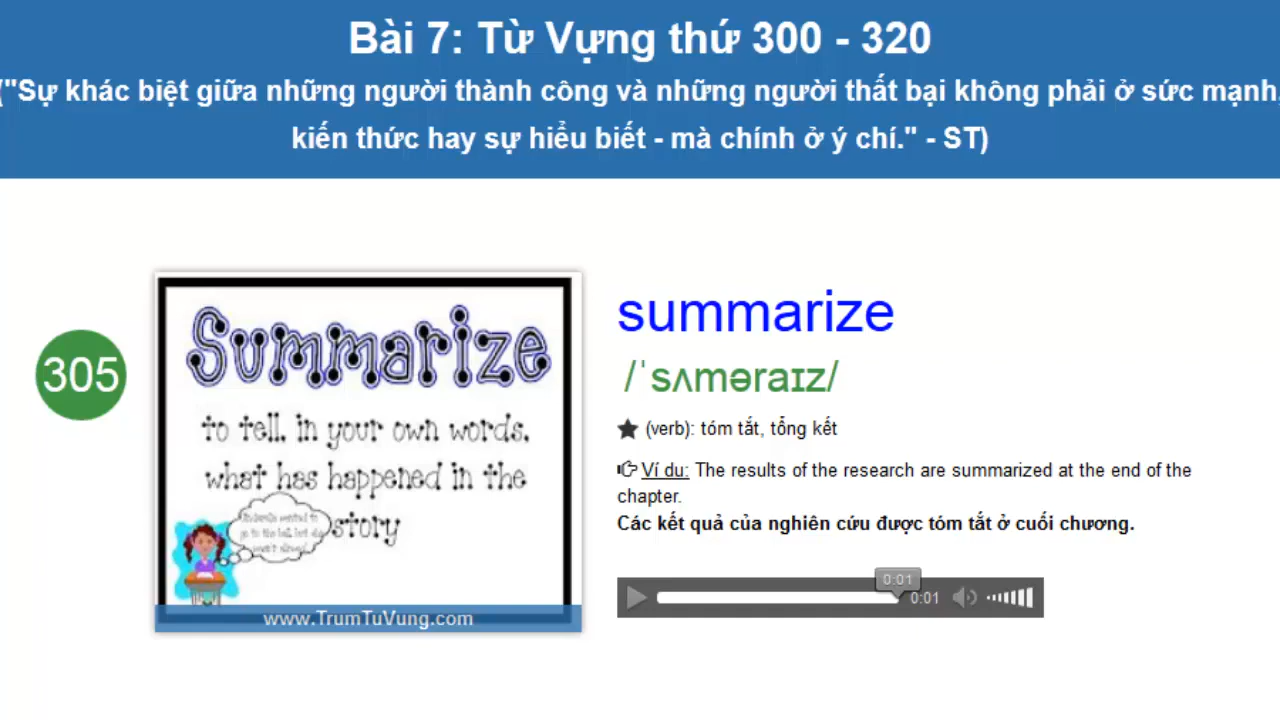 Bài 7: Từ Vựng thứ 300 - 320
("Sự khác biệt giữa những người thành công và những người thất bại không phải ở sức mạnh,
kiến thức hay sự hiểu biết - mà chính ở ý chí." - ST)
305
Summarize
to tell, in your own words,
what has happened in the
story
www.TrumTuVung.com
summarize
/ˈsʌməraɪz/
(verb): tóm tắt, tổng kết
Ví dụ: The results of the research are summarized at the end of the
chapter.
Các kết quả của nghiên cứu được tóm tắt ở cuối chương.
0:01
0:01